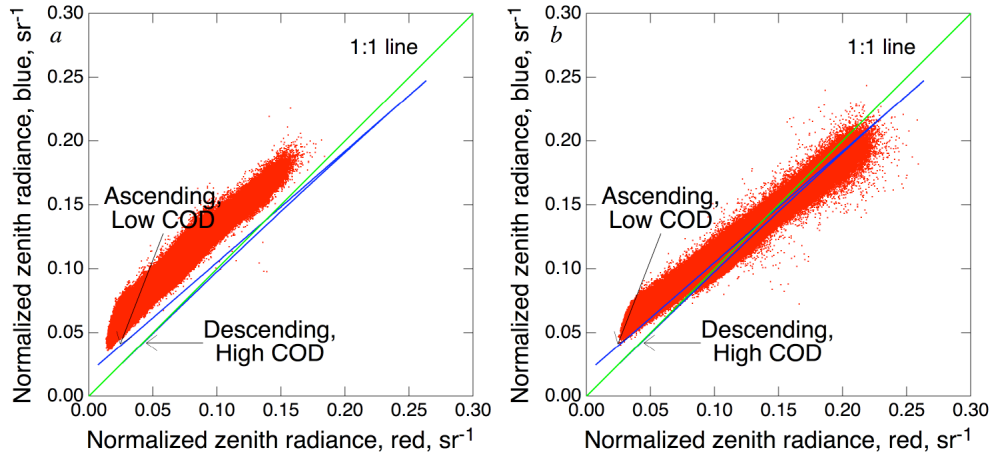 a
1:1 line
0.30
0.25
0.20
0.15
0.10
0.05
0.00
Normalized zenith radiance, blue, sr-1
Ascending,
Low COD
Descending,
High COD
0.00 0.05 0.10 0.15 0.20 0.25 0.30
Normalized zenith radiance, red, sr-1
b
1:1 line
0.30
0.25
0.20
0.15
0.10
0.05
0.00
Normalized zenith radiance, blue, sr-1
Ascending,
Low COD
Descending,
High COD
0.00 0.05 0.10 0.15 0.20 0.25 0.30
Normalized zenith radiance, red, sr-1